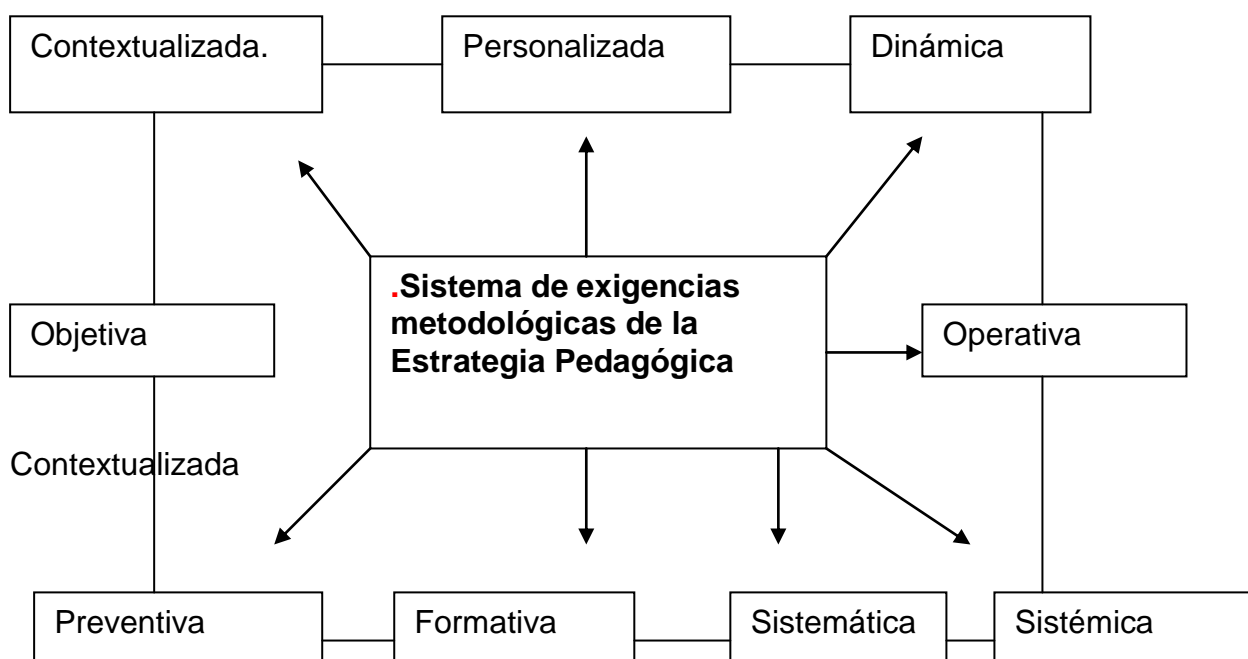 Contextualizada.
Personalizada
Dinámica
.Sistema de exigencias
metodológicas de la
Estrategia Pedagógica
Objetiva
Operativa
Contextualizada
Preventiva
Formativa
Sistemática
Sistémica